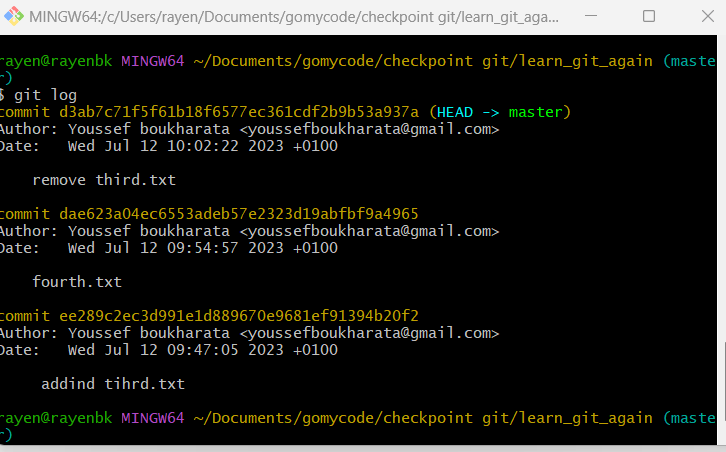 MINGW64:/c/Users/rayen/Documents/gomycode/checkpoint git/learn_git_aga...
rayen@rayenbk MINGW64 ~/Documents/gomycode/checkpoint git/learn_git_again (maste
r)
$ git log
commit d3ab7c71f5f61b18f6577ec361cdf2b9b53a937a (HEAD -> master)
Author: Youssef boukharata <youssefboukharata@gmail.com>
Date:   Wed Jul 12 10:02:22 2023 +0100
remove third.txt
commit dae623a04ec6553adeb57e2323d19abfbf9a4965
Author: Youssef boukharata <youssefboukharata@gmail.com>
Date:   Wed Jul 12 09:54:57 2023 +0100
fourth.txt
commit ee289c2ec3d991e1d889670e9681ef91394b20f2
Author: Youssef boukharata <youssefboukharata@gmail.com>
Date:   Wed Jul 12 09:47:05 2023 +0100
addind tihrd.txt
rayen@rayenbk MINGW64 ~/Documents/gomycode/checkpoint git/learn_git_again (maste
r)